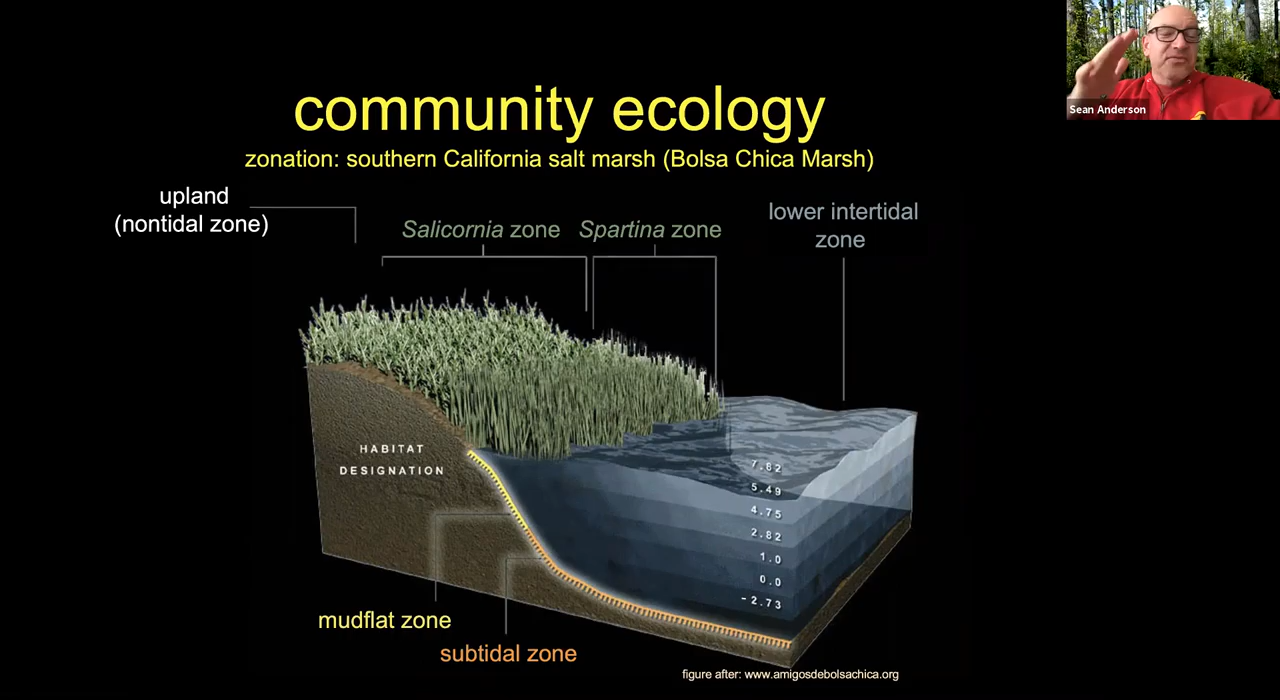 Sean Anderson
community ecology
zonation: southern California salt marsh (Bolsa Chica Marsh)
upland
(nontidal zone)
Salicornia zone
Spartina zone
lower intertidal
zone
HABITAT
DESIGNATION
7.82
5.49
4.75
2.82
1.0
0.0
-2.73
mudflat zone
subtidal zone
figure after: www.amigosdebolsachica.org